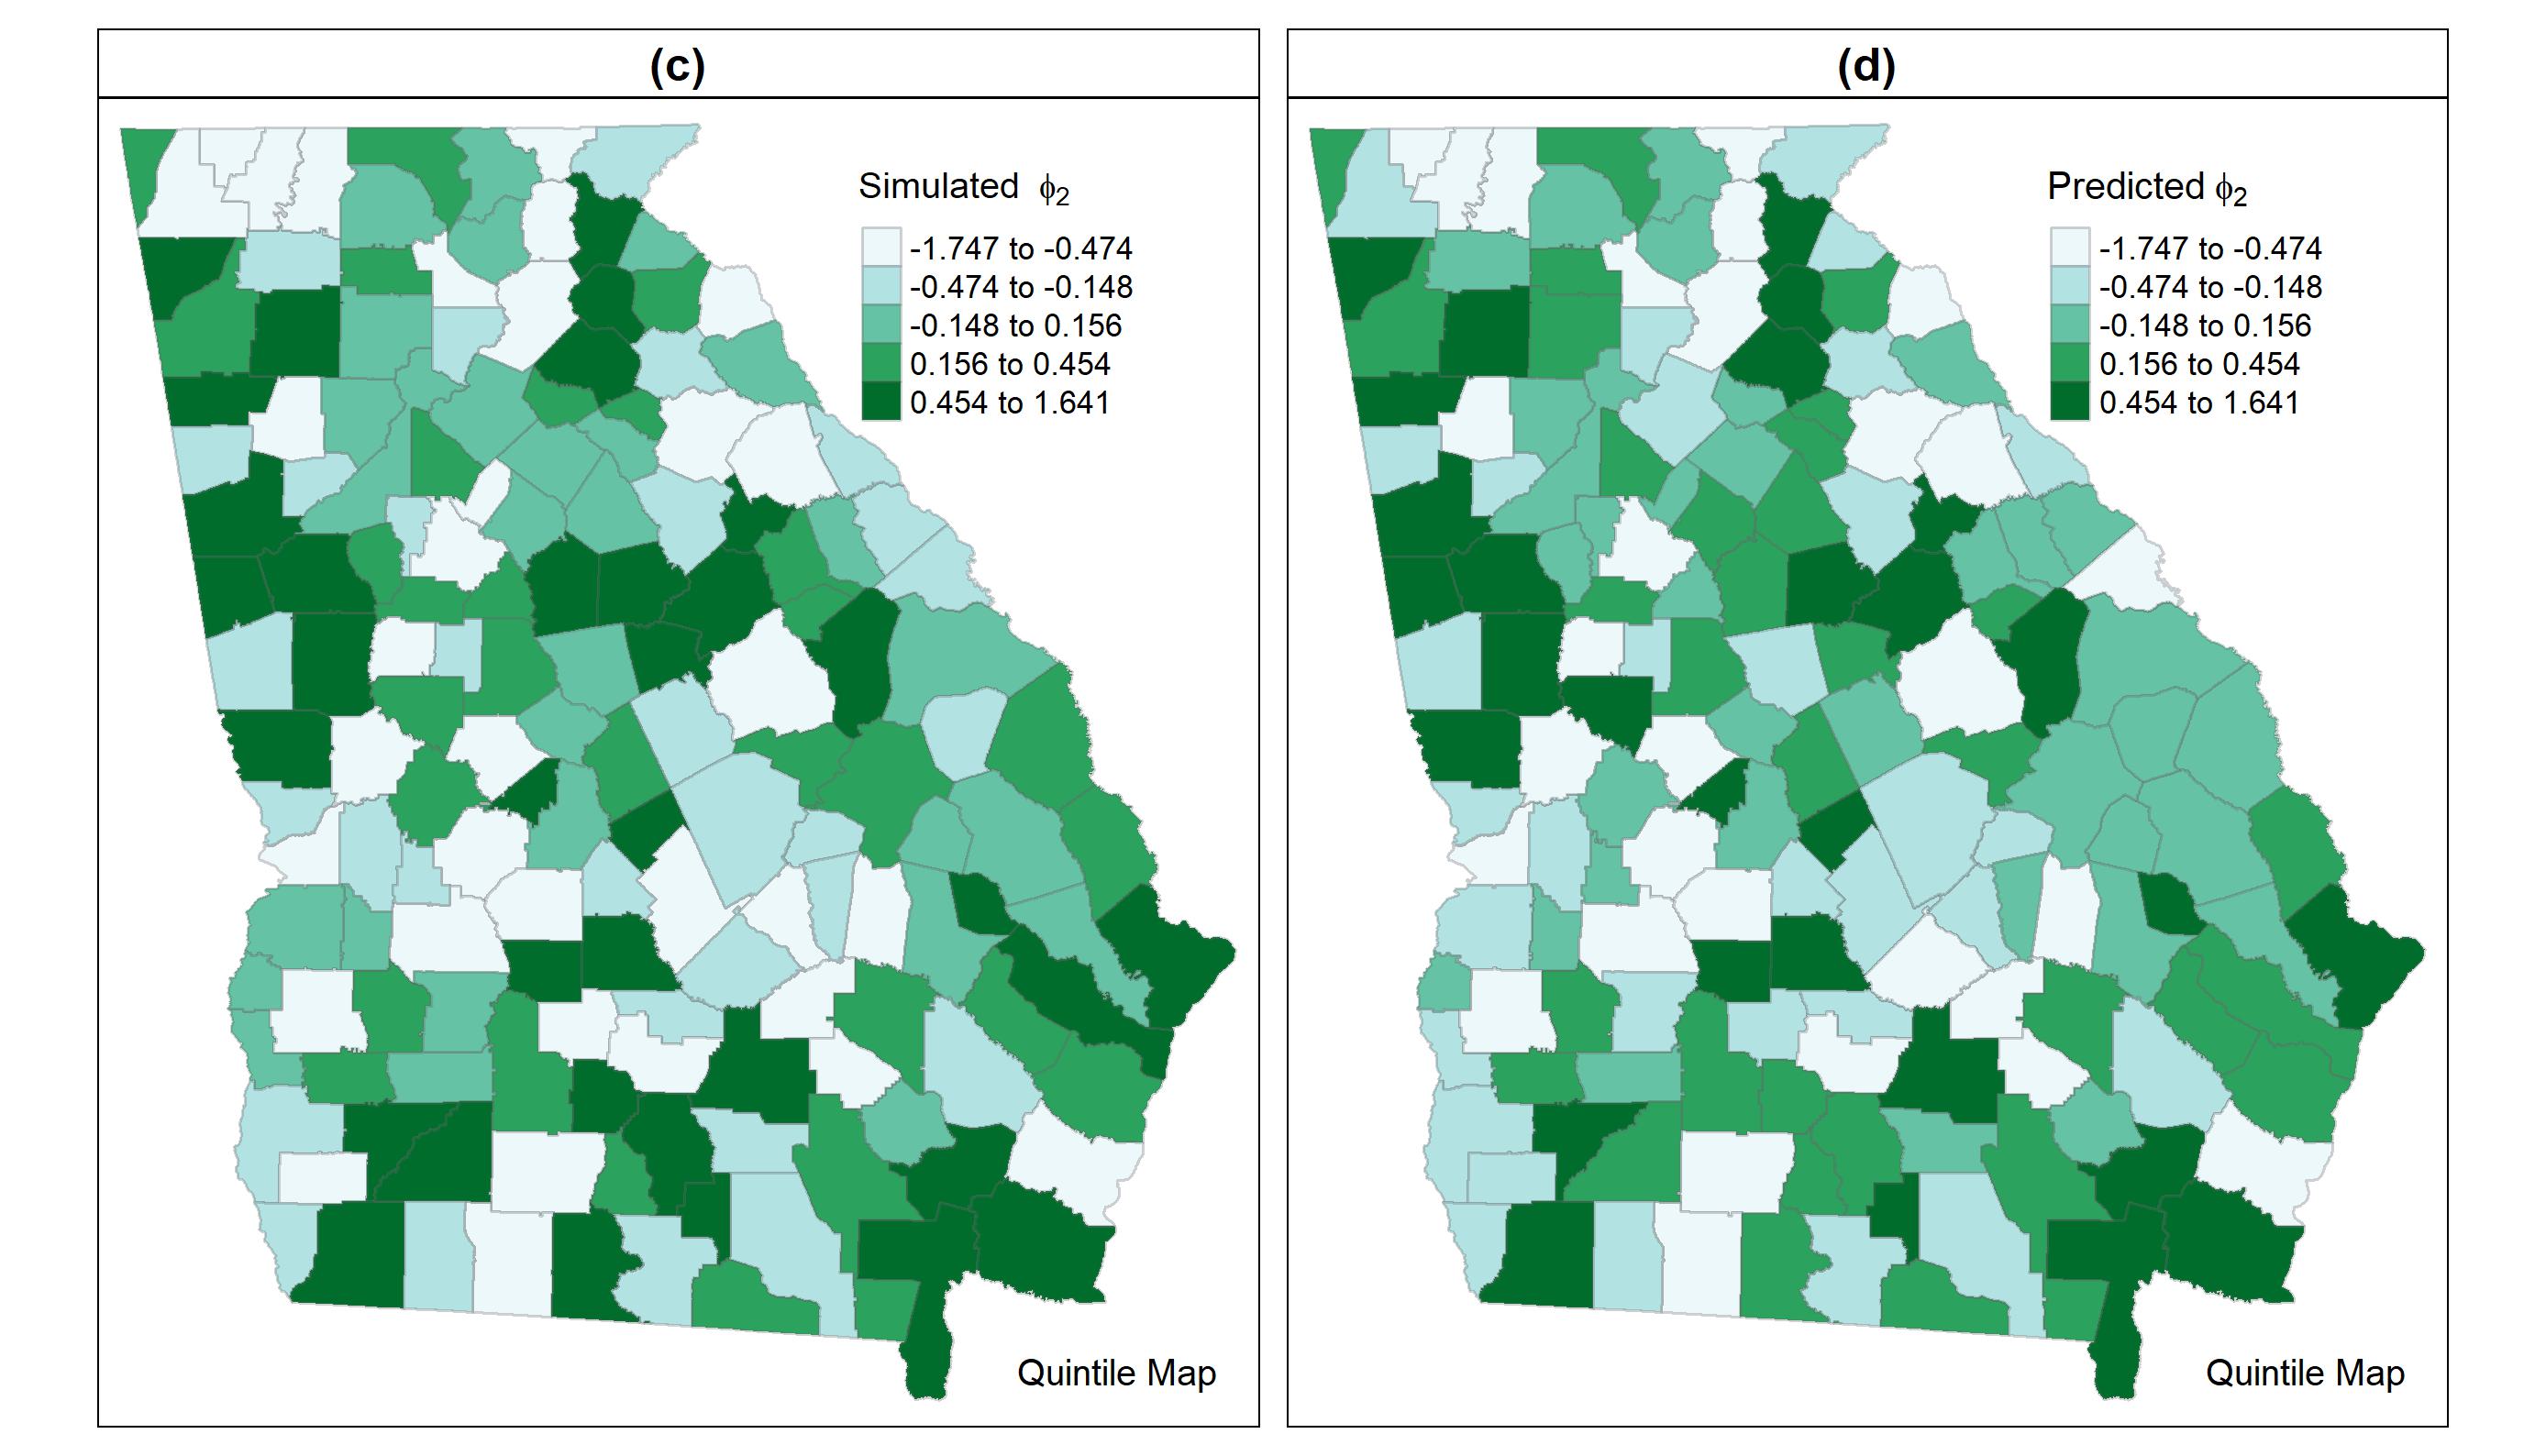 (c)
Simulated ϕ2
-1.747 to -0.474
-0.474 to -0.148
-0.148 to 0.156
0.156 to 0.454
0.454 to 1.641
Quintile Map
(d)
Predicted ϕ2
-1.747 to -0.474
-0.474 to -0.148
-0.148 to 0.156
0.156 to 0.454
0.454 to 1.641
Quintile Map